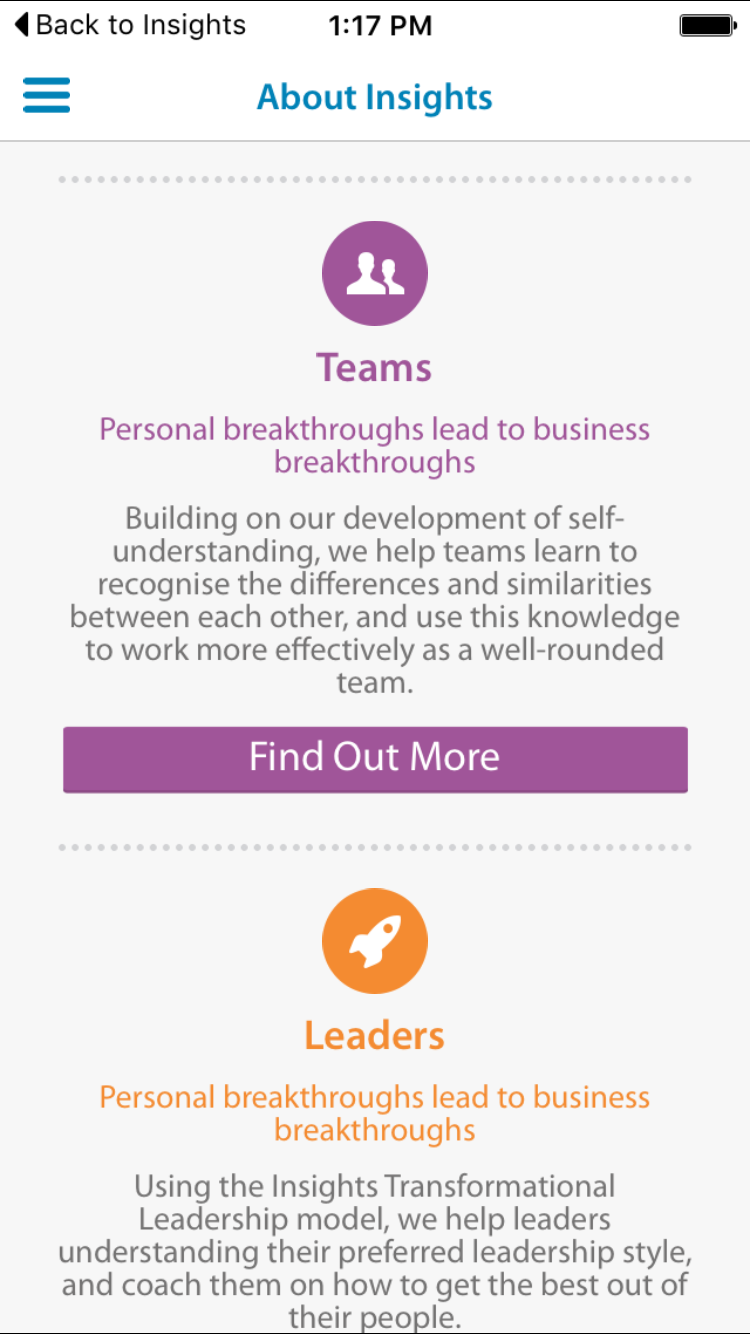 Back to Insights 1:17 PM
About Insights
Teams
Personal breakthroughs lead to business
breakthroughs
Building on our development of self-
understanding, we help teams learn to
recognise the differences and similarities
between each other, and use this knowledge
to work more effectively as a well-rounded
team.
Find Out More
Leaders
Personal breakthroughs lead to business
breakthroughs
Using the Insights Transformational
Leadership model, we help leaders
understanding their preferred leadership style,
and coach them on how to get the best out of
their people.